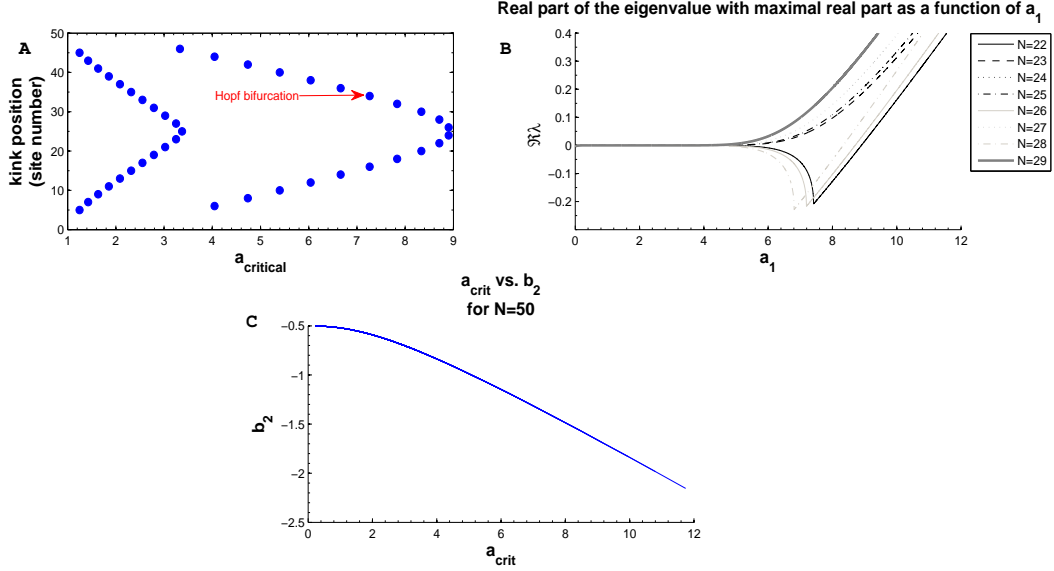 Real part of the eigenvalue with maximal real part as a function of a1
A
50
40
30
20
10
0
kink position
(site number)
Hopf bifurcation
1 2 3 4 5 6 7 8 9
acritical
B
0.4
0.3
0.2
0.1
0
−0.1
−0.2
ℜλ
0 2 4 6 8 10 12
a1
N=22
N=23
N=24
N=25
N=26
N=27
N=28
N=29
acrit vs. b2
for N=50
C
−0.5
−1
−1.5
−2
−2.5
b2
0 2 4 6 8 10 12
acrit